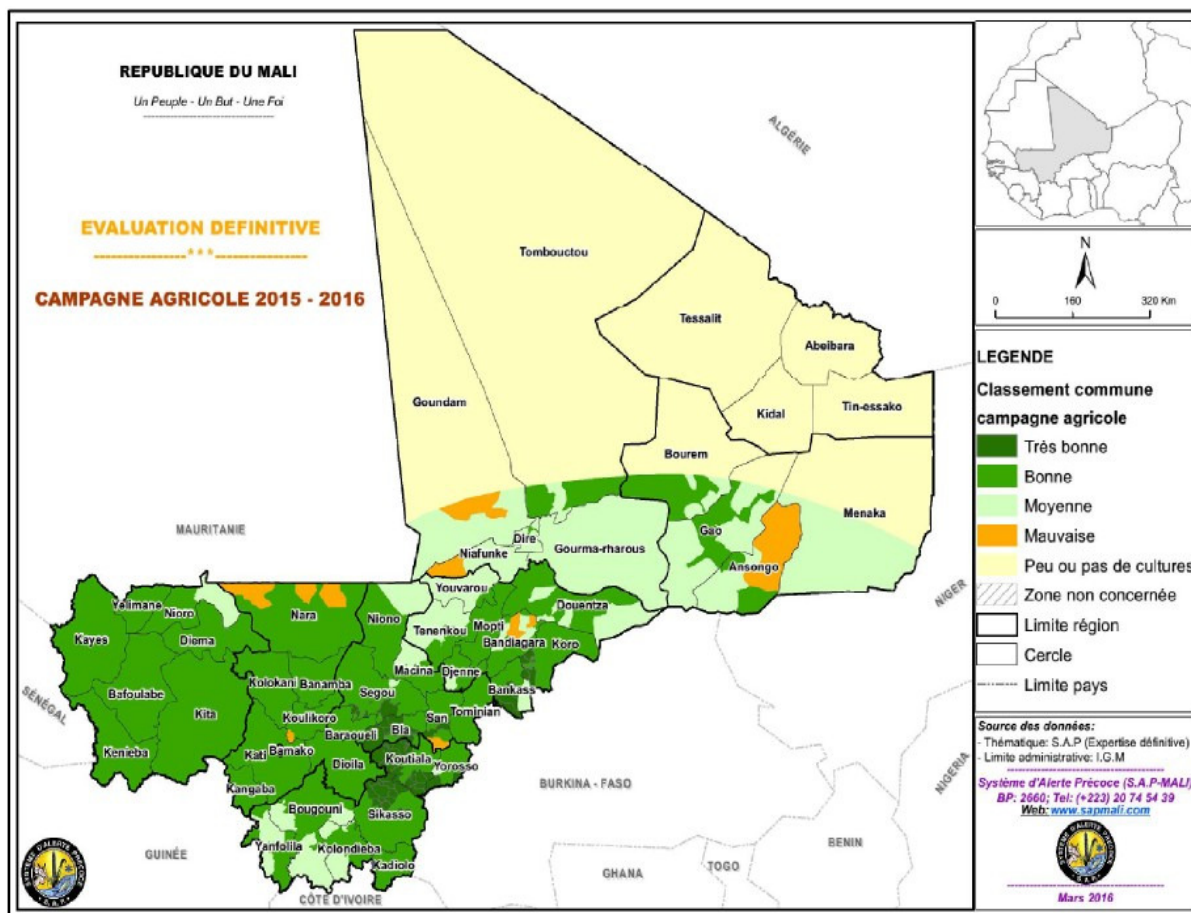 REPUBLIQUE DU MALI
Un Peuple - Un But - Une Foi
EVALUATION DEFINITIVE
***
CAMPAGNE AGRICOLE 2015 - 2016
ALGÉRIE
Tombouctou
Tessalit
Abeibara
Goundam
Kidal
Tin-essako
Bourem
Menaka
MAURITANIE
Gao
Dire
Niafunke
Gourma-rharous
Ansongo
Youvarou
NIGER
Yelimane
Nioro
Nara
Niono
Tenenkou
Mopti
Douentza
Kayes
Diema
Bandiagara
Koro
Macina
Djenne
Kolokani
Banamba
Segou
Bankass
SÉNÉGAL
Bafoulabe
Kita
Koulikoro
San
Tominian
Bla
Baraoueli
Kenieba
Kati
Bamako
Koutiala
Yorosso
Dioila
Kangaba
BURKINA - FASO
NIGERIA
Bougouni
Sikasso
Yanfolila
Kolondieba
Kadiolo
GUINÉE
BENIN
GHANA
TOGO
CÔTE D'IVOIRE
SYSTÈME D'ALERTE PRÉCOCE
S.A.P.
N
0 160 320 Km
LEGENDE
Classement commune
campagne agricole
Très bonne
Bonne
Moyenne
Mauvaise
Peu ou pas de cultures
Zone non concernée
Limite région
Cercle
Limite pays
Source des données:
- Thématique: S.A.P (Expertise définitive)
- Limite administrative: I.G.M
Système d'Alerte Précoce (S.A.P-MALI)
BP: 2660; Tel: (+223) 20 74 54 39
Web: www.sapmali.com
SYSTÈME D'ALERTE PRÉCOCE
S.A.P.
Mars 2016